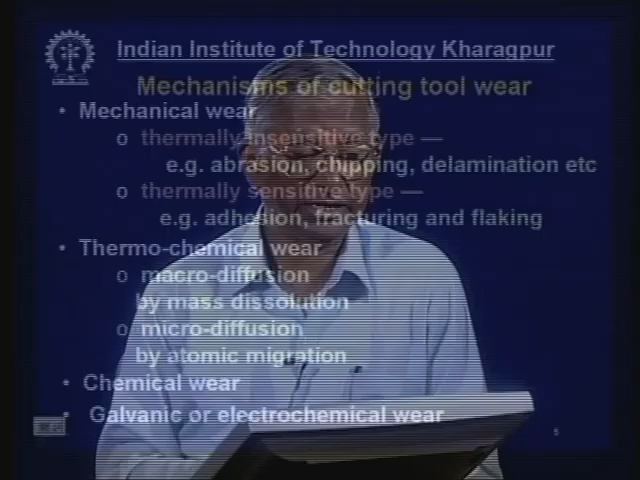 Indian Institute of Technology Kharagpur
Mechanisms of cutting tool wear
• Mechanical wear
o thermally insensitive type —
e.g. abrasion, chipping, delamination etc
o thermally sensitive type —
e.g. adhesion, fracturing and flaking
• Thermo-chemical wear
o macro-diffusion
by mass dissolution
o micro-diffusion
by atomic migration
• Chemical wear
• Galvanic or electrochemical wear